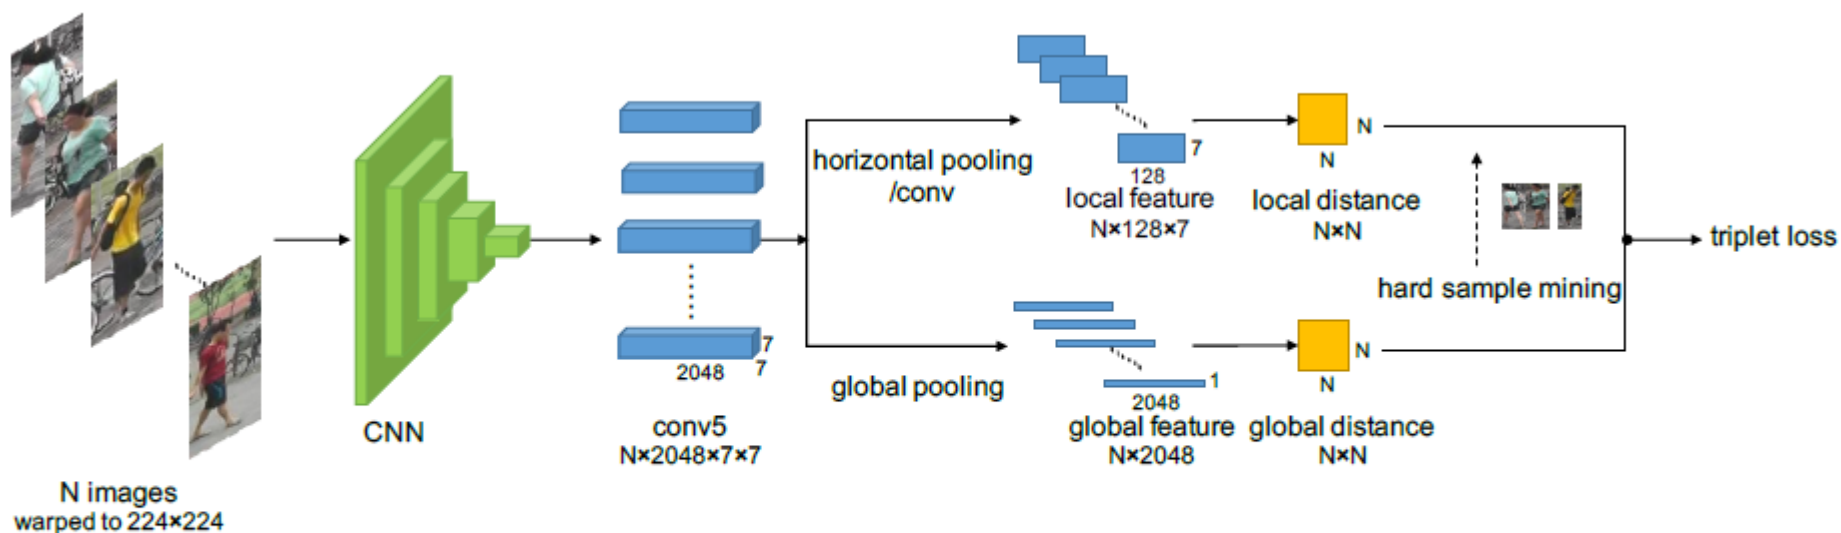 N images
warped to 224×224
CNN
7
7
2048
conv5
N×2048×7×7
horizontal pooling
/conv
global pooling
7
128
local feature
N×128×7
1
2048
global feature
N×2048
N
N
local distance
N×N
N
N
global distance
N×N
hard sample mining
triplet loss